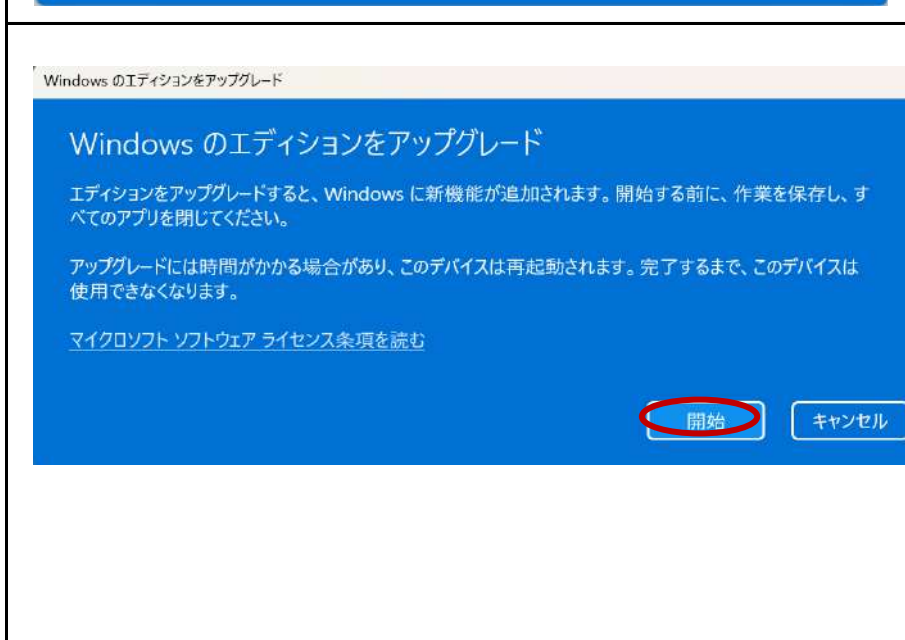 Windows のエディションをアップグレード
Windows のエディションをアップグレード
エディションをアップグレードすると、Windows に新機能が追加されます。開始する前に、作業を保存し、す
べてのアプリを閉じてください。
アップグレードには時間がかかる場合があり、このデバイスは再起動されます。完了するまで、このデバイスは
使用できなくなります。
マイクロソフト ソフトウェア ライセンス条項を読む
開始
キャンセル